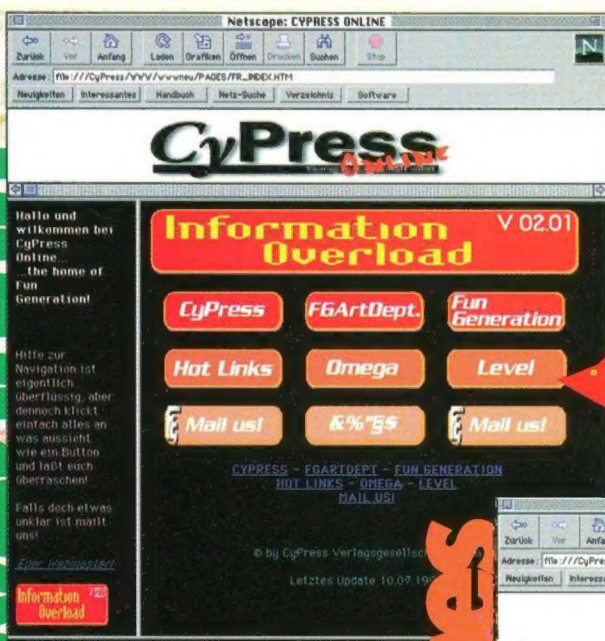 Netscape: CYPRESS ONLINE
Zurück Vor Anfang Laden Grafiken Öffnen Drucken Suchen Stop
N
Adresse: file:///CyPress/WWW/wwwneu/PAGES/FR_INDEX.HTM
Neuigkeiten Interessantes Handbuch Netz-Suche Verzeichnis Software
CyPress
ONLINE
Hallo und
wilkommen bei
CyPress
Online...
...the home of
Fun
Generation!
Hilfe zur
Navigation ist
eigentlich
überflüssig, aber
dennoch klickt
einfach alles an
was aussieht
wie ein Button
und laßt euch
überraschen!
Falls doch etwas
unklar ist mailt
uns!
Euer Webmaster!
Information
Overload
Information
Overload
V 02.01
CyPress FGArtDept. Fun
Generation
Hot Links Omega Level
Mail us! &%"§$ Mail us!
CYPRESS - FGARTDEPT - FUN GENERATION
HOT LINKS - OMEGA - LEVEL
MAIL US!
© by CyPress Verlagsgesellsch
Letztes Update 10.07.19
es
Zurück Vor Anfa
Adresse: file:///CyPres
Neuigkeiten Interess